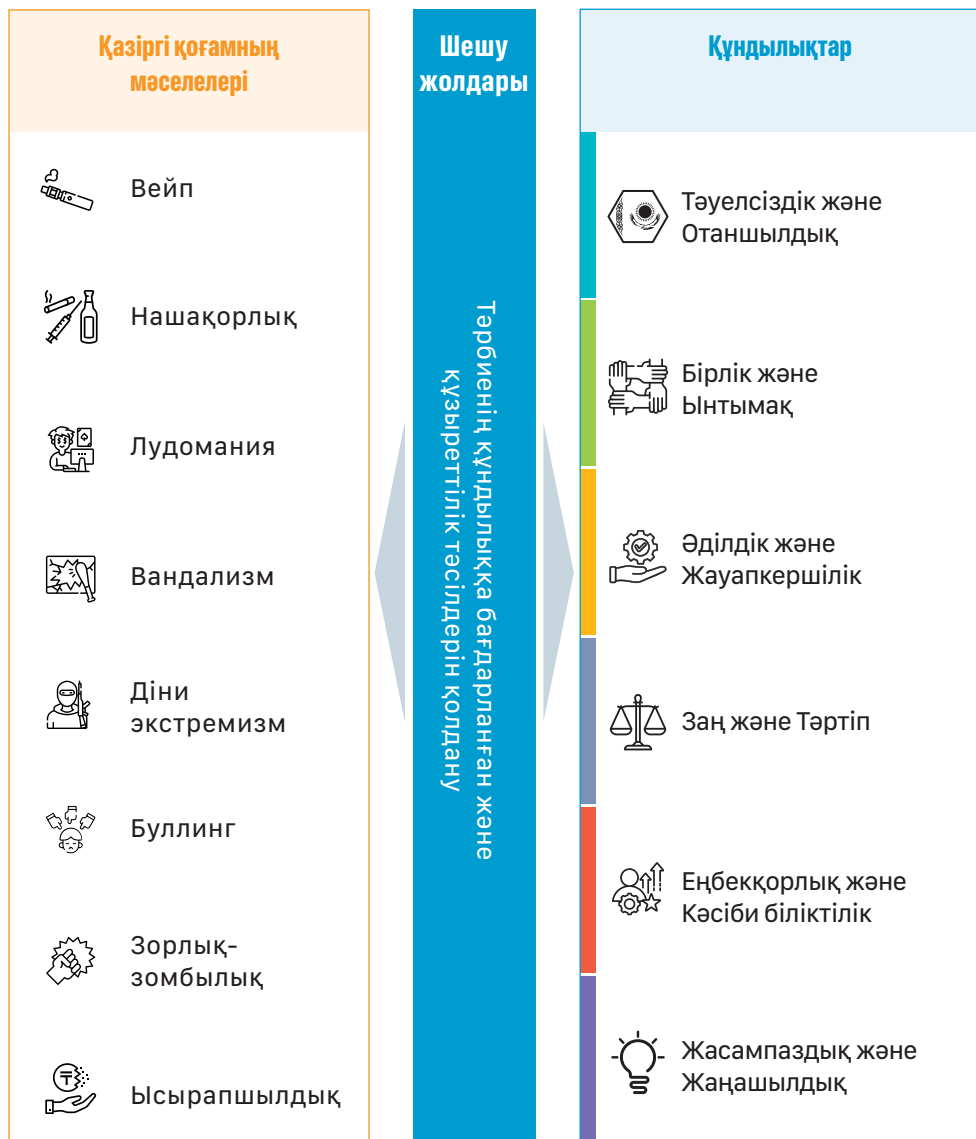 Қазіргі қоғамның
мәселелері
Вейп
Нашақорлық
Лудомания
Вандализм
Діни
экстремизм
Буллинг
Зорлық-
зомбылық
Ысырапшылдық
Шешу
жолдары
Тәрбиенің құндылыққа бағдарланған және
құзыреттілік тәсілдерін қолдану
Құндылықтар
Тәуелсіздік және
Отаншылдық
Бірлік және
Ынтымақ
Әділдік және
Жауапкершілік
Заң және Тәртіп
Еңбекқорлық және
Кәсіби біліктілік
Жасампаздық және
Жаңашылдық